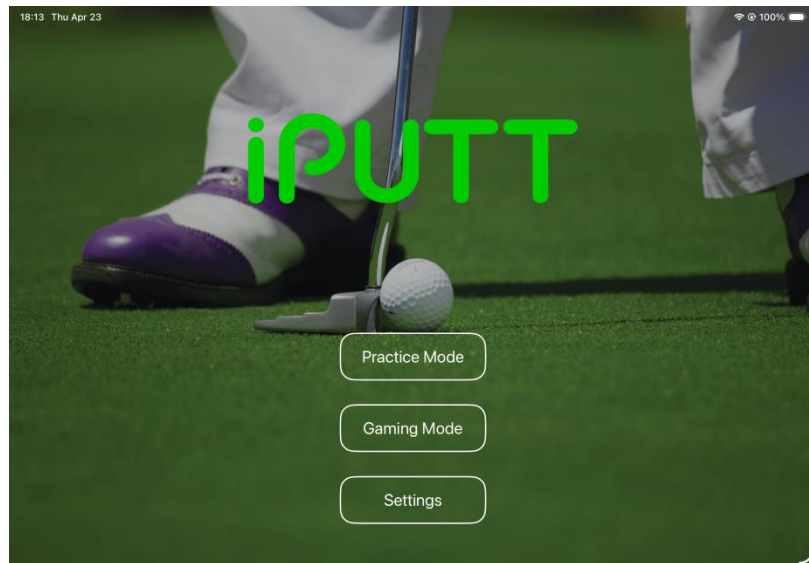 18:13 Thu Apr 23
100%
iPUTT
Practice Mode
Gaming Mode
Settings